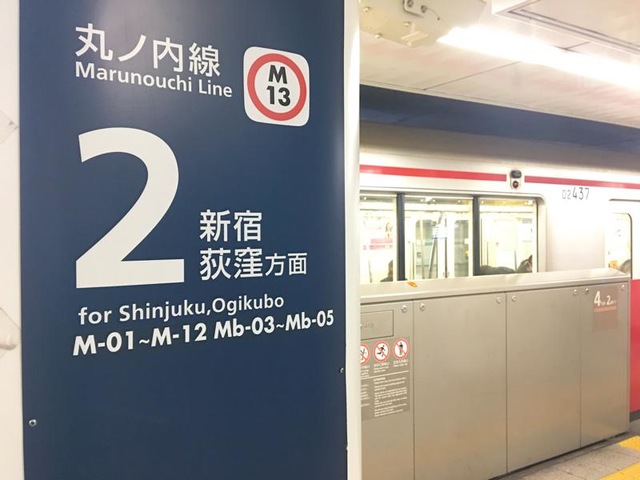 丸ノ内線
Marunouchi Line
M
13
2
新宿
荻窪方面
for Shinjuku,Ogikubo
M-01~M-12 Mb-03~Mb-05
02437